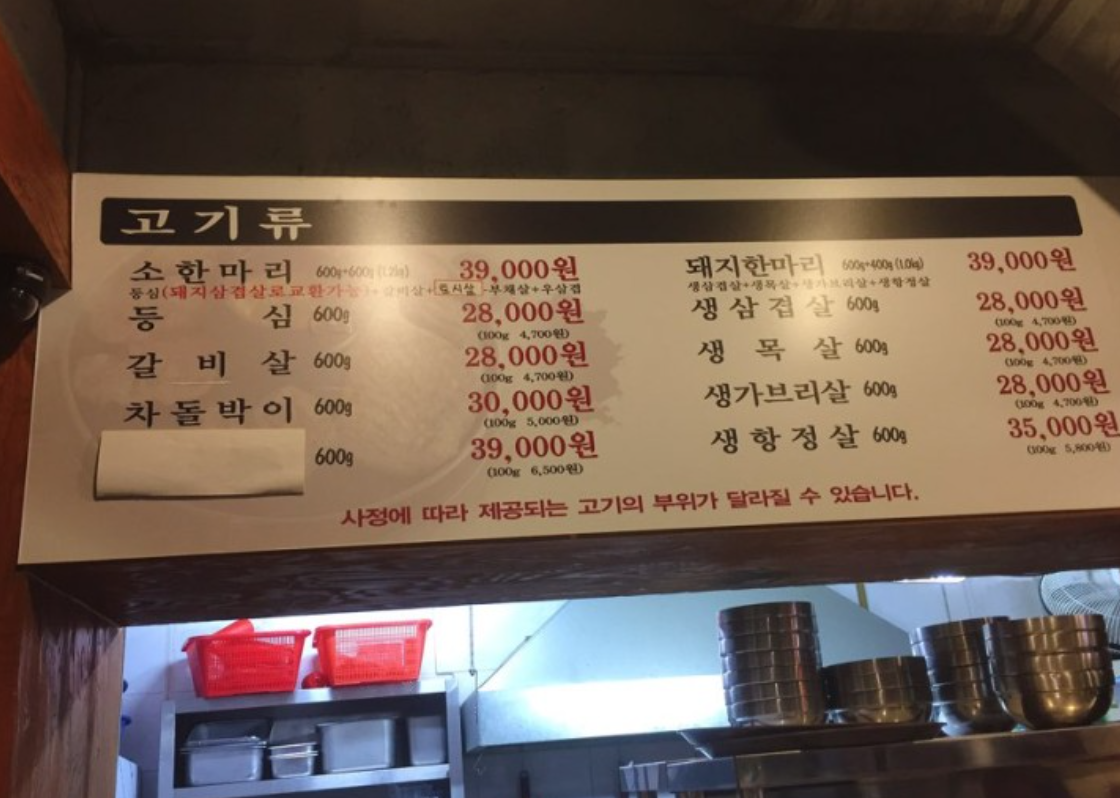 고기류
소한마리 600g+600g (1.2kg) 39,000원
등심(돼지삼겹살로교환가능)+갈비살+토시살+부채살+우삼겹
등심 600g 28,000원
(100g 4,700원)
갈비살 600g 28,000원
(100g 4,700원)
차돌박이 600g 30,000원
(100g 5,000원)
600g 39,000원
(100g 6,500원)
돼지한마리 600g+400g (1.0kg) 39,000원
생삼겹살+생목살+생가브리살+생항정살
생삼겹살 600g 28,000원
(100g 4,700원)
생목살 600g 28,000원
(100g 4,700원)
생가브리살 600g 28,000원
(100g 4,700원)
생항정살 600g 35,000원
(100g 5,800원)
사정에 따라 제공되는 고기의 부위가 달라질 수 있습니다.